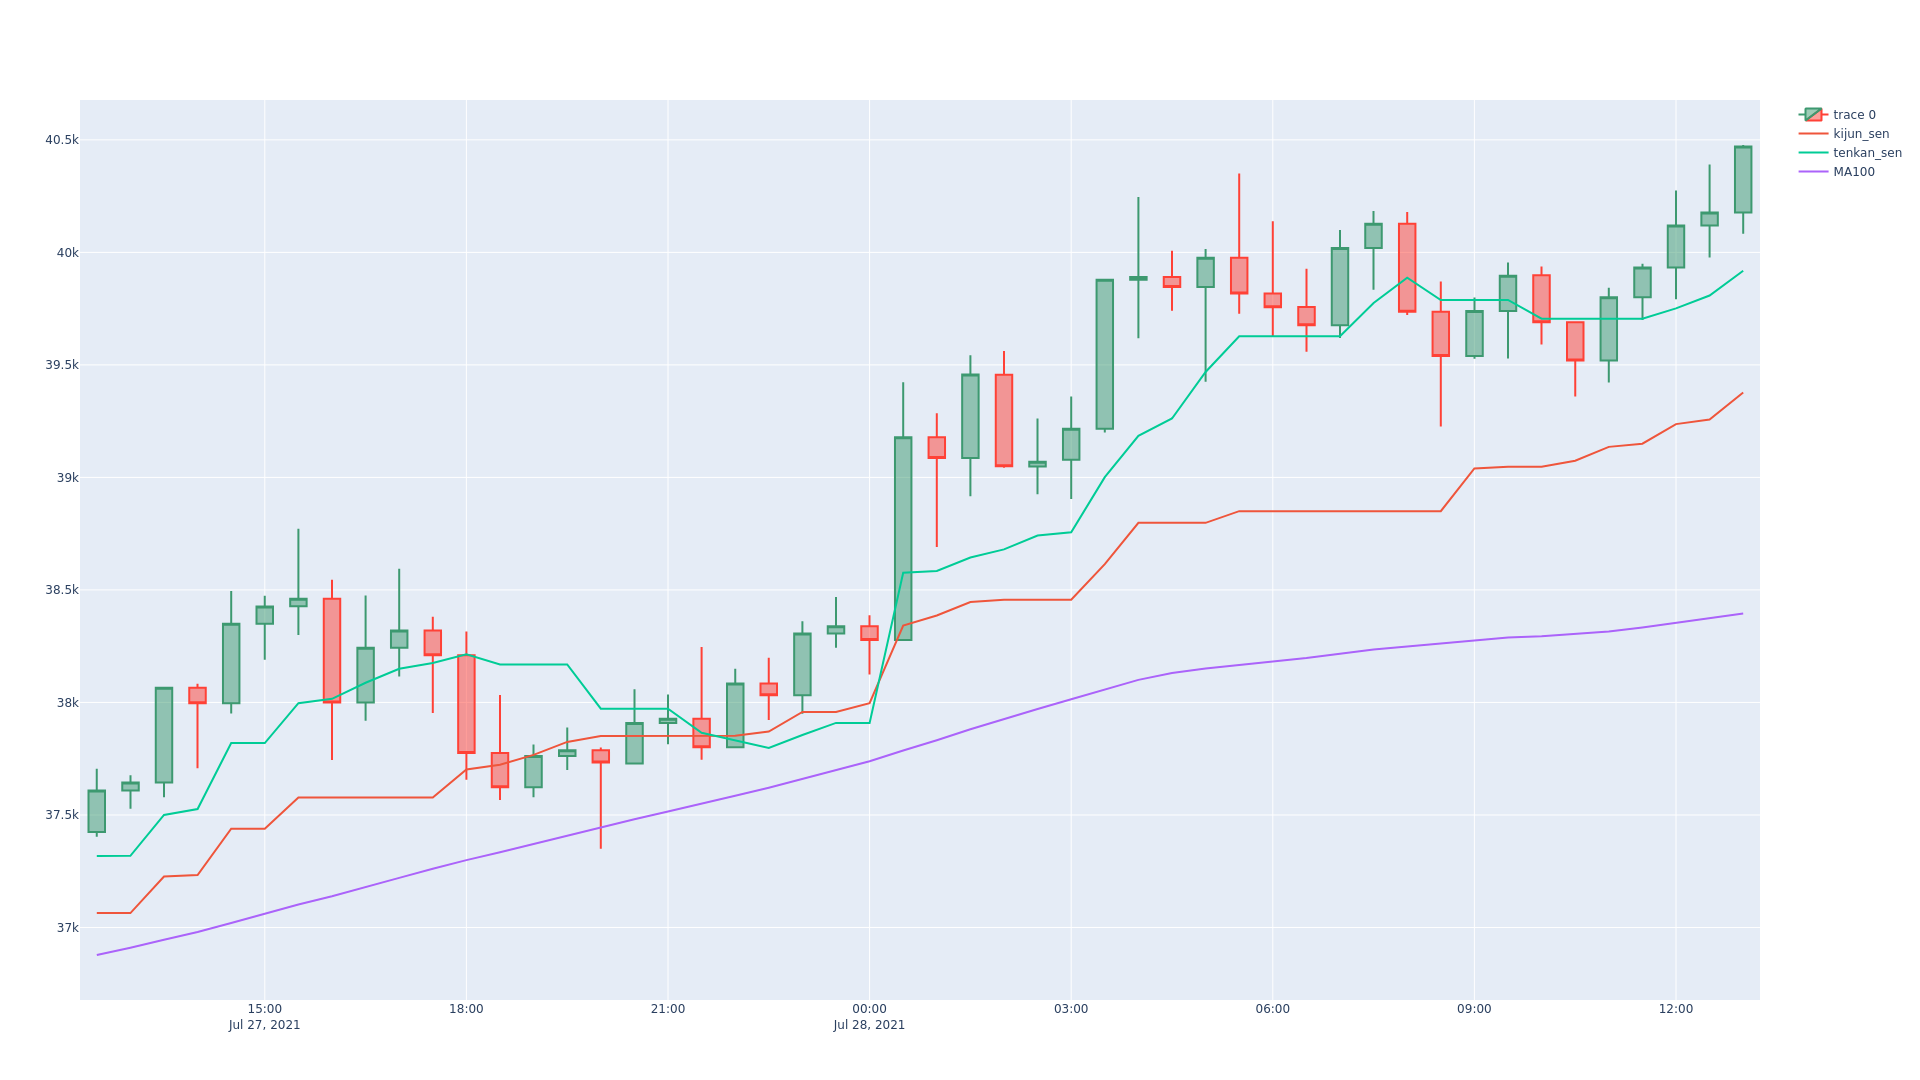 40.5k
40k
39.5k
39k
38.5k
38k
37.5k
37k
15:00
Jul 27, 2021
18:00
21:00
00:00
Jul 28, 2021
03:00
06:00
09:00
12:00
trace 0
kijun_sen
tenkan_sen
MA100